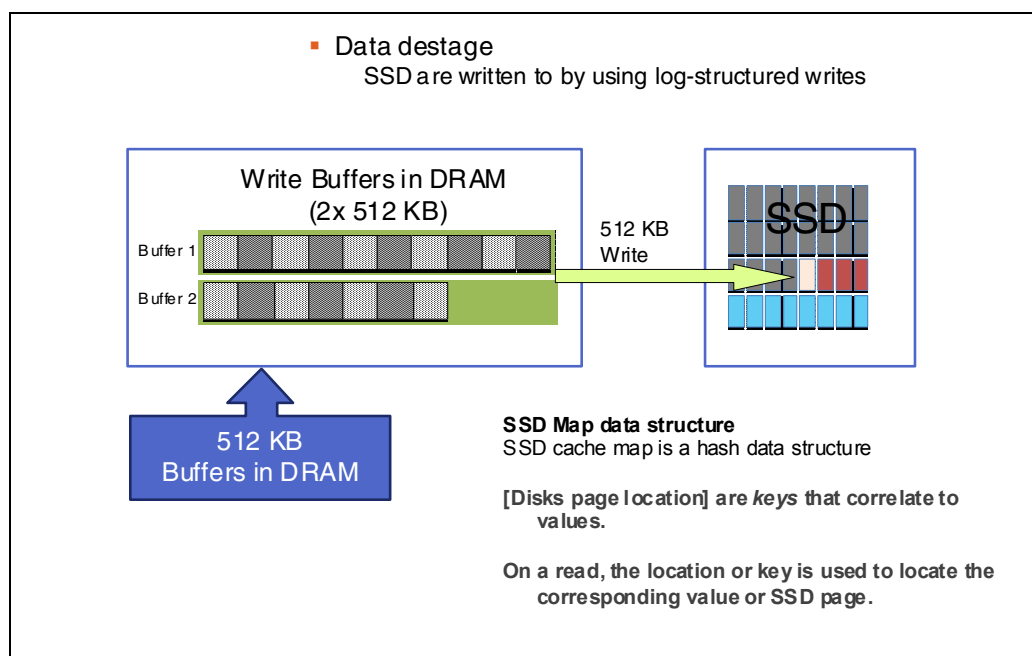 Data destage
SSD are written to by using log-structured writes
Write Buffers in DRAM
(2x 512 KB)
Buffer 1
Buffer 2
512 KB
Write
SSD
512 KB
Buffers in DRAM
SSD Map data structure
SSD cache map is a hash data structure
[Disks page location] are keys that correlate to
values.
On a read, the location or key is used to locate the
corresponding value or SSD page.